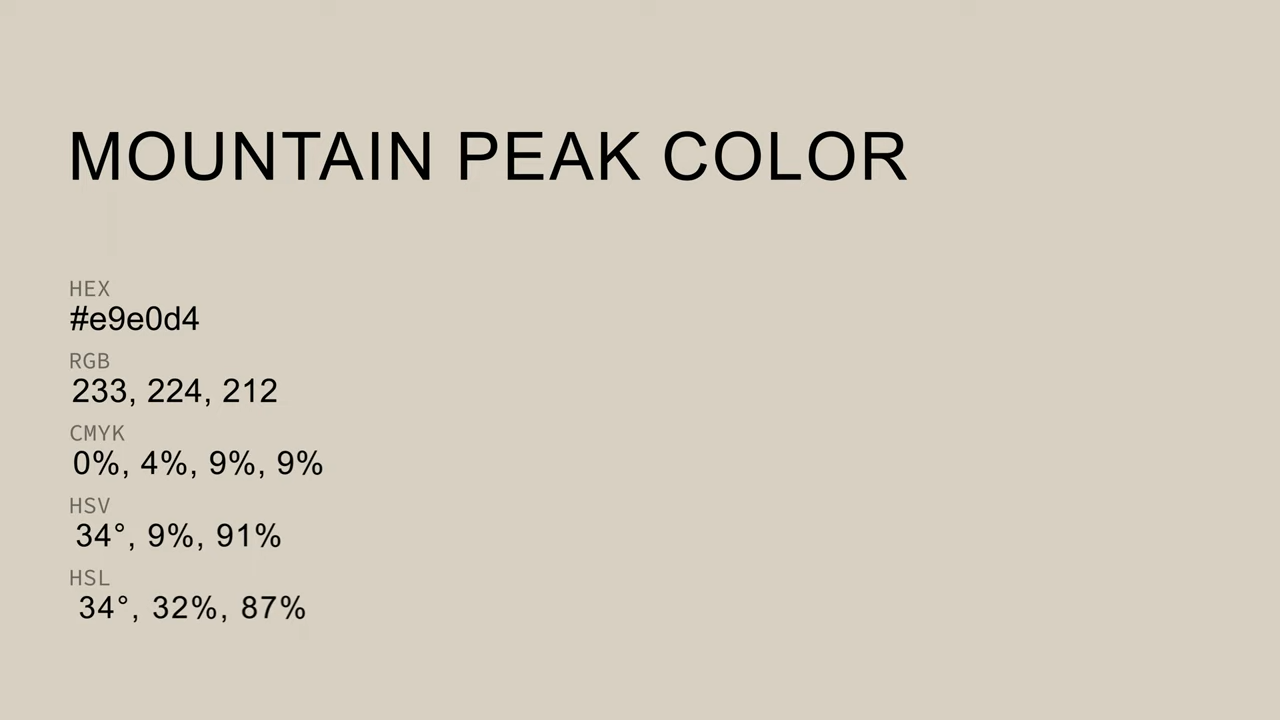 MOUNTAIN PEAK COLOR
HEX
#e9e0d4
RGB
233, 224, 212
CMYK
0%, 4%, 9%, 9%
HSV
34°, 9%, 91%
HSL
34°, 32%, 87%